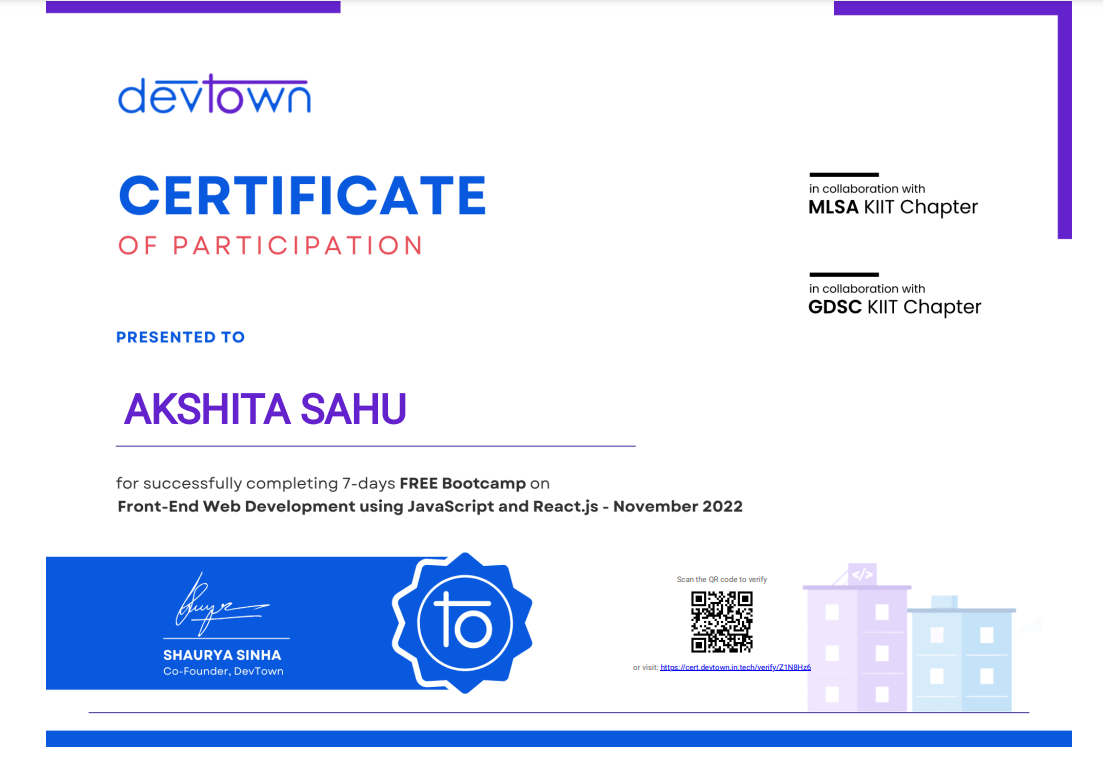 devtown
CERTIFICATE
OF PARTICIPATION
in collaboration with
MLSA KIIT Chapter
in collaboration with
GDSC KIIT Chapter
PRESENTED TO
AKSHITA SAHU
for successfully completing 7-days FREE Bootcamp on
Front-End Web Development using JavaScript and React.js - November 2022
SHAURYA SINHA
Co-Founder, DevTown
to
Scan the QR code to verify
or visit: https://cert.devtown.in.tech/verify/Z1N8Hz6
</>